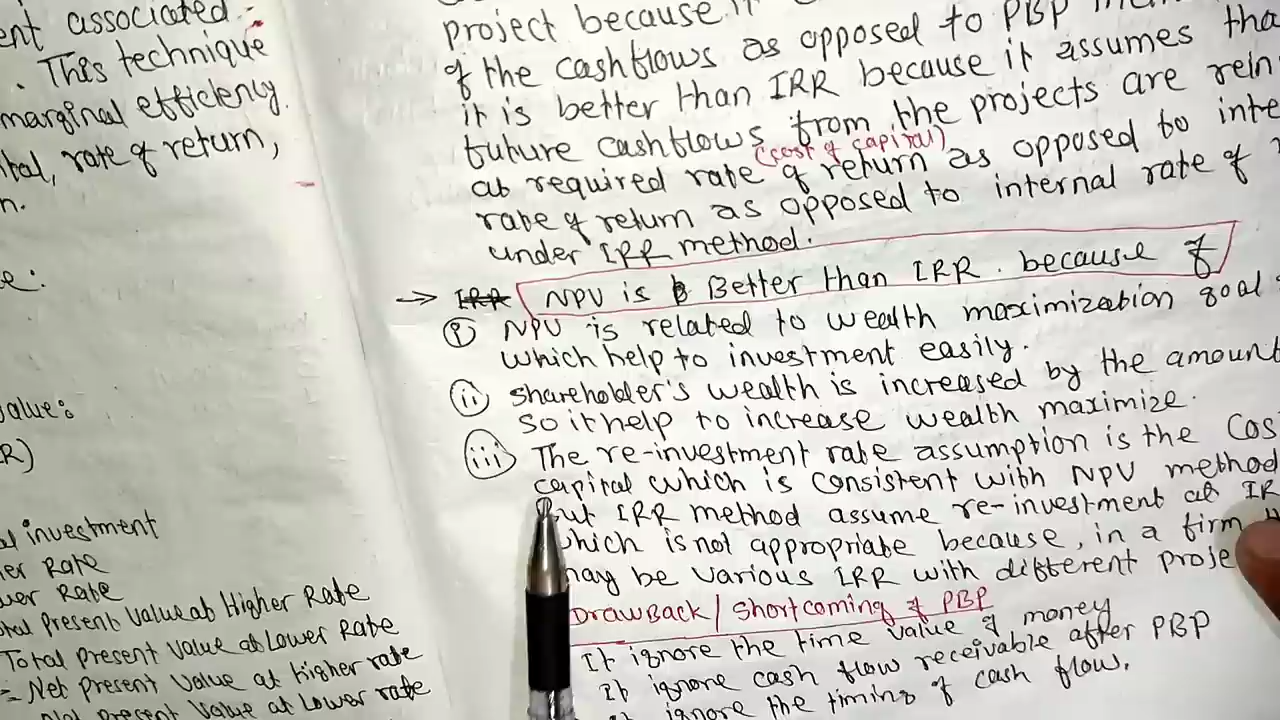 ent associated.
. This technique
marginal efficiency
ital, rate of return,
n.
e:
value:
R)
al investment
er Rate
wer Rate
tal Present Value at Higher Rate
Total Present Value at Lower Rate
= Net Present Value at Higher rate
Net Present Value at Lower rate
project because it
of the cashflows as opposed to PBP
it is better than IRR because it assumes tha
future cashflows from the projects are rein
(cost of capital)
at required rate of return as opposed to inte
rate of return as opposed to internal rate of
under IRR method.
→ IRR NPV is Better than IRR. because of
(i) NPV is related to wealth maximization goal
which help to investment easily.
(ii) shareholder's wealth is increased by the amount
so it help to increase wealth maximize.
(iii) The re-investment rate assumption is the Cos
capital which is consistent with NPV method
But IRR method assume re-investment at IR
which is not appropriate because, in a firm
may be various IRR with different proje
DrawBack / Shortcoming of PBP
It ignore the time value of money
It ignore cash flow receivable after PBP
ignore the timing of cash flow.